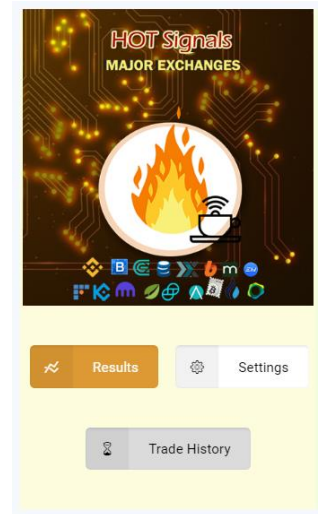 HOT Signals
MAJOR EXCHANGES
Results
Settings
Trade History